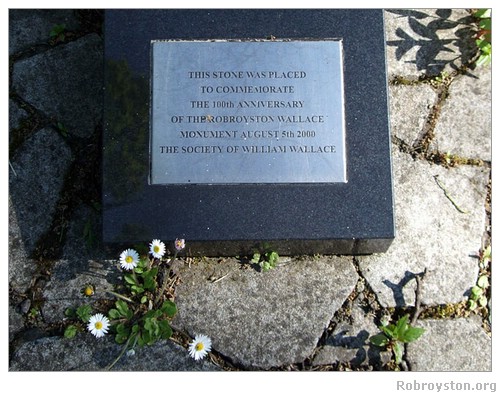 THIS STONE WAS PLACED
TO COMMEMORATE
THE 100th ANNIVERSARY
OF THE ROBROYSTON WALLACE
MONUMENT AUGUST 5th 2000
THE SOCIETY OF WILLIAM WALLACE
Robroyston.org